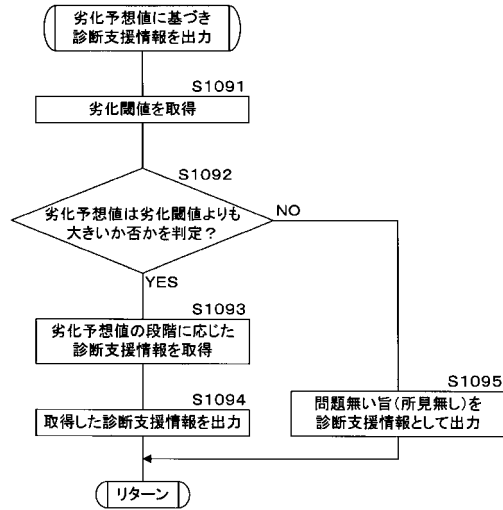 劣化予想値に基づき
診断支援情報を出力
S1091
劣化閾値を取得
S1092
劣化予想値は劣化閾値よりも
大きいか否かを判定？
NO
YES
S1093
劣化予想値の段階に応じた
診断支援情報を取得
S1094
取得した診断支援情報を出力
S1095
問題無い旨（所見無し）を
診断支援情報として出力
リターン